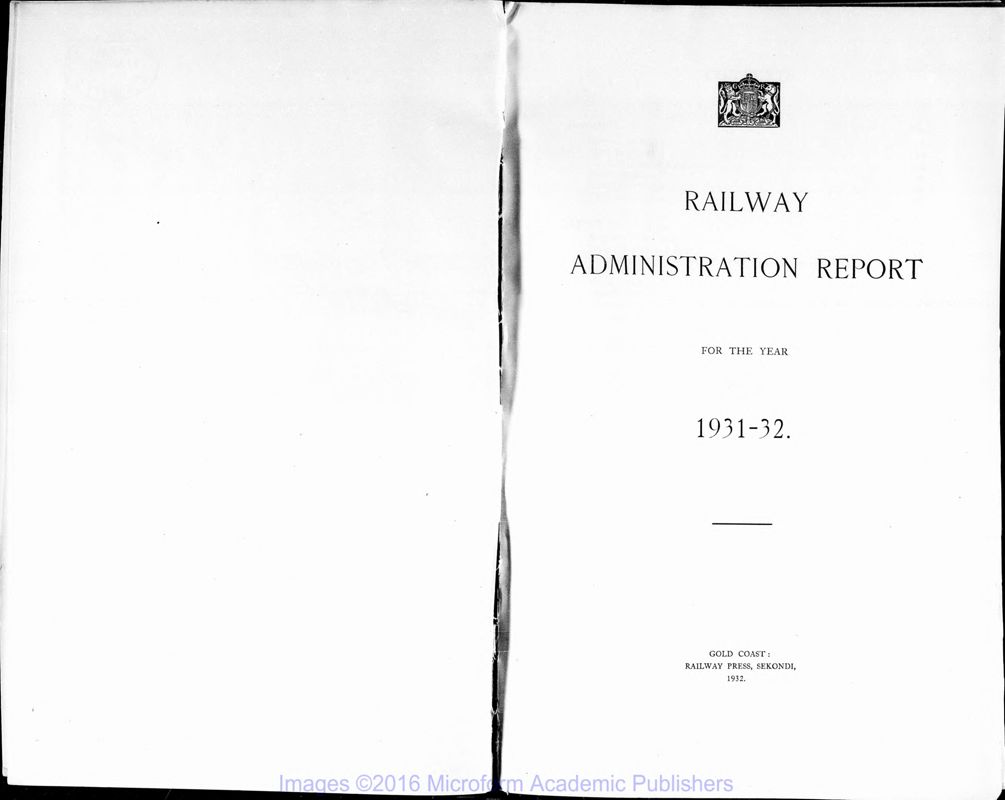 RAILWAY
ADMINISTRATION REPORT
FOR THE YEAR
1931-32.
GOLD COAST :
RAILWAY PRESS, SEKONDI,
1932.
Images ©2016 Microform Academic Publishers